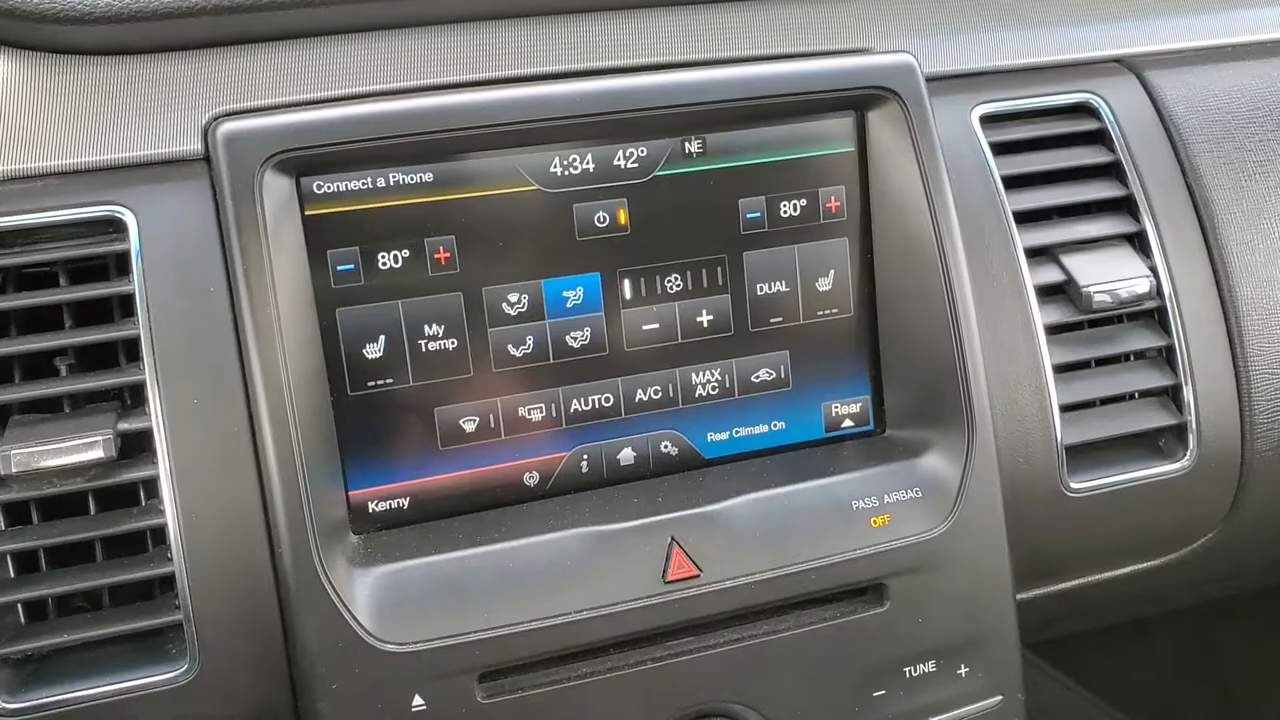 Connect a Phone
4:34 42°
NE
80°
80°
My
Temp
DUAL
R
AUTO
A/C
MAX
A/C
Rear
Rear Climate On
Kenny
PASS AIRBAG
OFF
TUNE